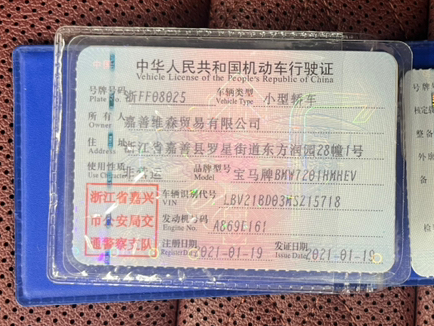 中华人民共和国机动车行驶证
Vehicle License of the People's Republic of China
号牌号码 浙FF08025 车辆类型 小型轿车
Plate No. Vehicle Type
所有人 嘉善维森贸易有限公司
Owner
住址 浙江省嘉善县罗星街道东方润园28幢1号
Address
使用性质 非营运 品牌型号 宝马牌BMW7201HMHEV
Use Character Model
浙江省嘉兴
市公安局交
通警察支队
车辆识别代号 LBV21BD03MSZ15718
VIN
发动机号码 A869E161
Engine No.
注册日期 2021-01-19 发证日期 2021-01-19
Register Date Issue Date